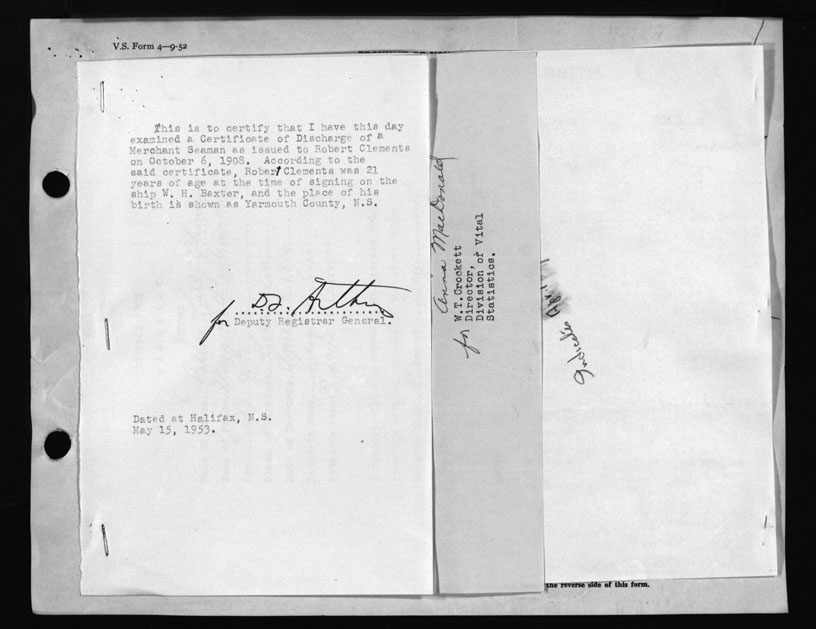 V.S. Form 4—9-52
This is to certify that I have this day
examined a Certificate of Discharge of a
Merchant Seaman as issued to Robert Clements
on October 6, 1908. According to the
said certificate, Robert Clements was 21
years of age at the time of signing on the
ship W. H. Baxter, and the place of his
birth is shown as Yarmouth County, N.S.
for
Deputy Registrar General.
Dated at Halifax, N.S.
May 15, 1953.
for Anna MacDonald
W.T.Crockett
Director,
Division of Vital
Statistics.
the reverse side of this form.